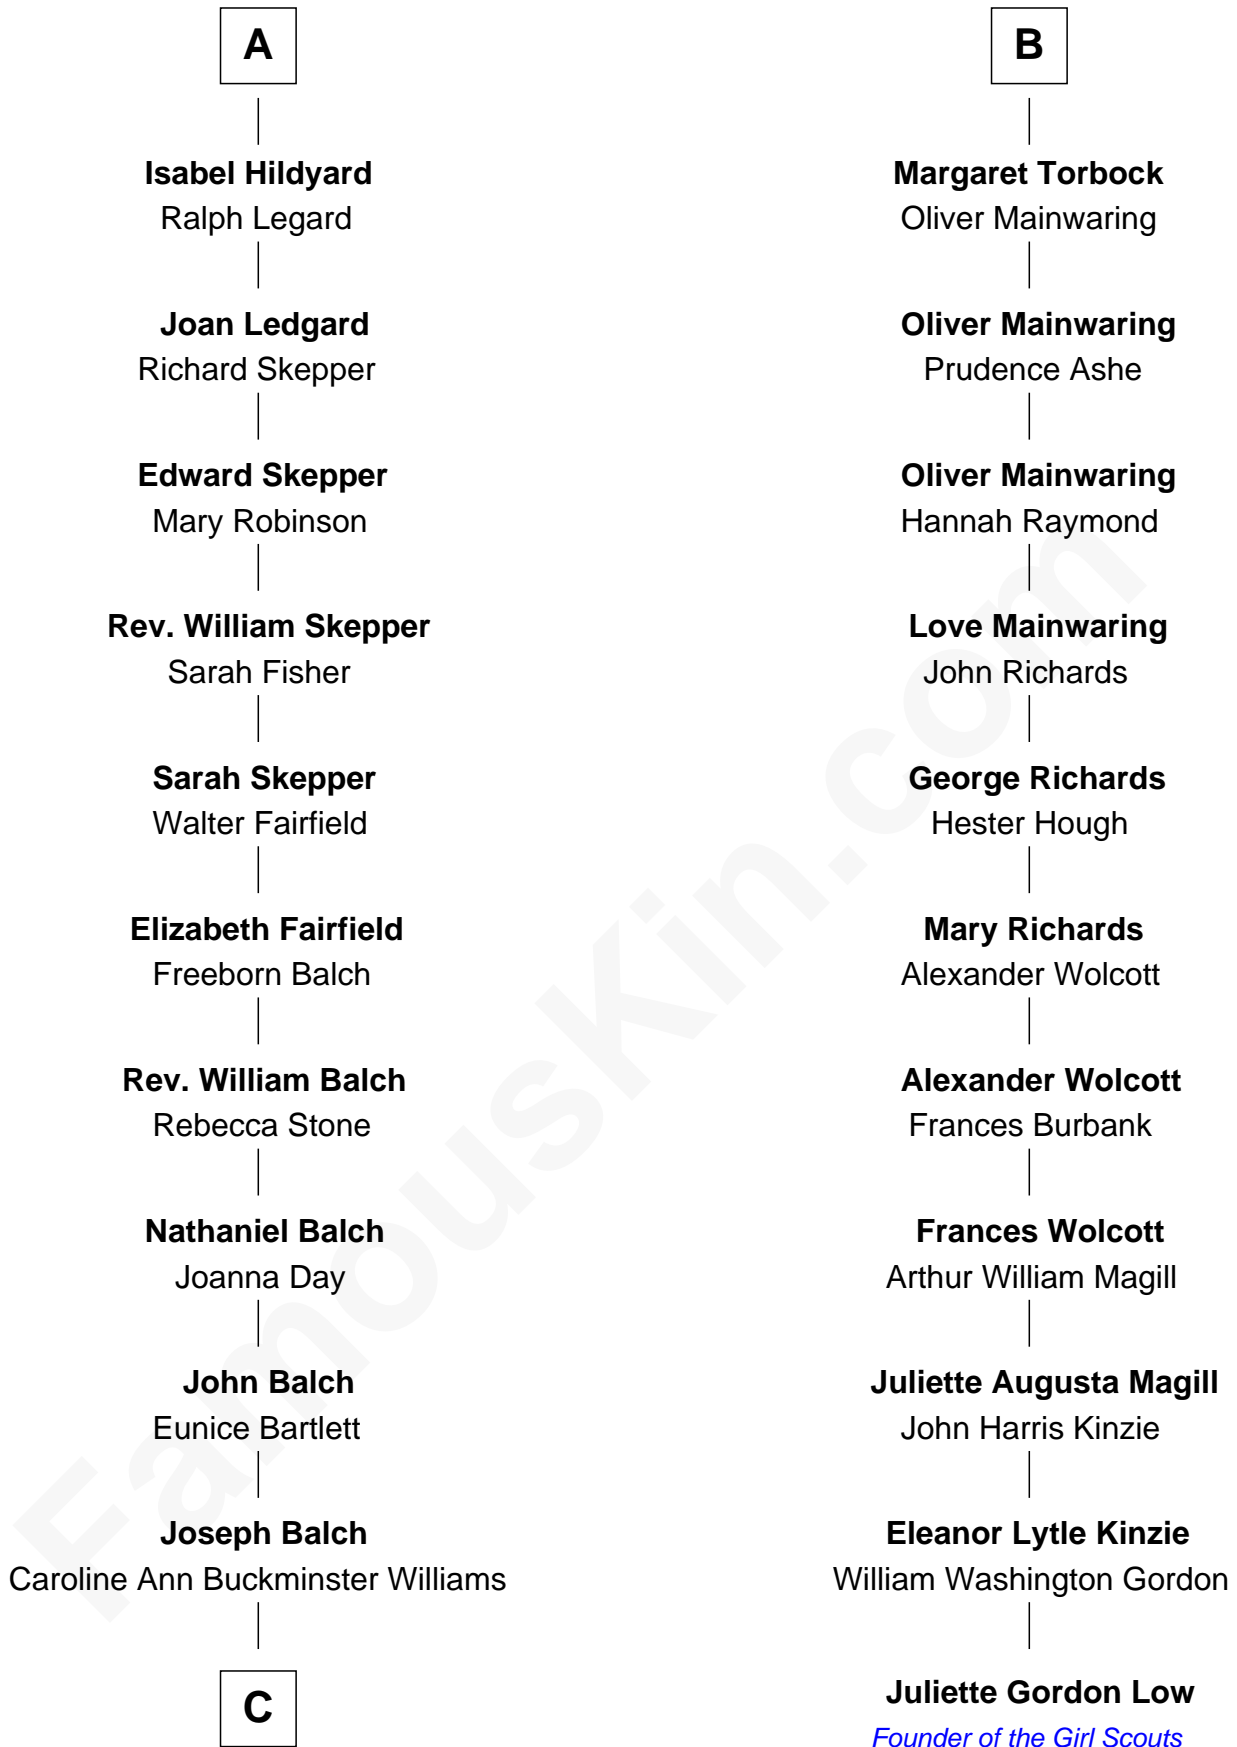 A
Isabel Hildyard
Ralph Legard
Joan Ledgard
Richard Skepper
Edward Skepper
Mary Robinson
Rev. William Skepper
Sarah Fisher
Sarah Skepper
Walter Fairfield
Elizabeth Fairfield
Freeborn Balch
Rev. William Balch
Rebecca Stone
Nathaniel Balch
Joanna Day
John Balch
Eunice Bartlett
Joseph Balch
Caroline Ann Buckminster Williams
C
B
Margaret Torbock
Oliver Mainwaring
Oliver Mainwaring
Prudence Ashe
Oliver Mainwaring
Hannah Raymond
Love Mainwaring
John Richards
George Richards
Hester Hough
Mary Richards
Alexander Wolcott
Alexander Wolcott
Frances Burbank
Frances Wolcott
Arthur William Magill
Juliette Augusta Magill
John Harris Kinzie
Eleanor Lytle Kinzie
William Washington Gordon
Juliette Gordon Low
Founder of the Girl Scouts
FamousKin.com